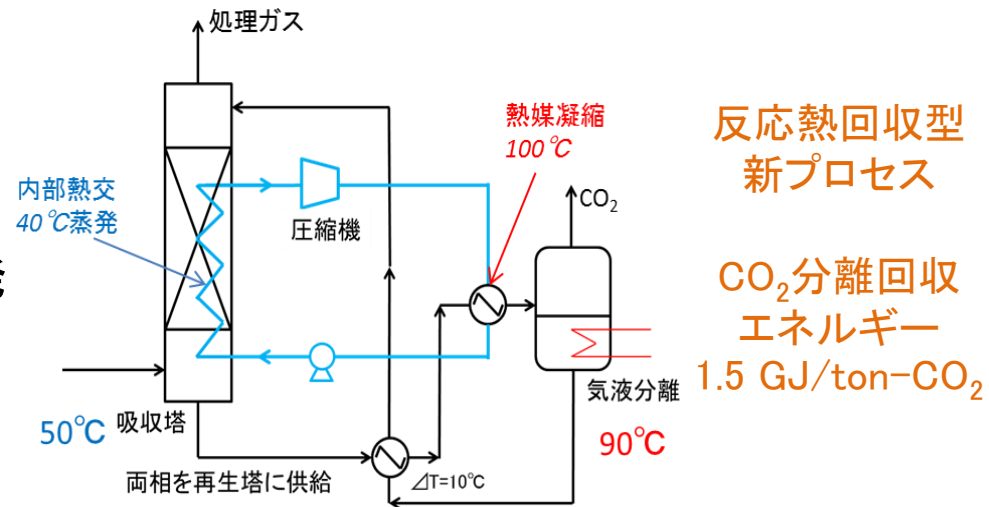 処理ガス
熱媒凝縮
100℃
反応熱回収型
新プロセス
内部熱交
40℃蒸発
圧縮機
CO₂
CO₂分離回収
エネルギー
1.5 GJ/ton-CO₂
気液分離
50℃
吸収塔
90℃
両相を再生塔に供給
⊿T=10℃